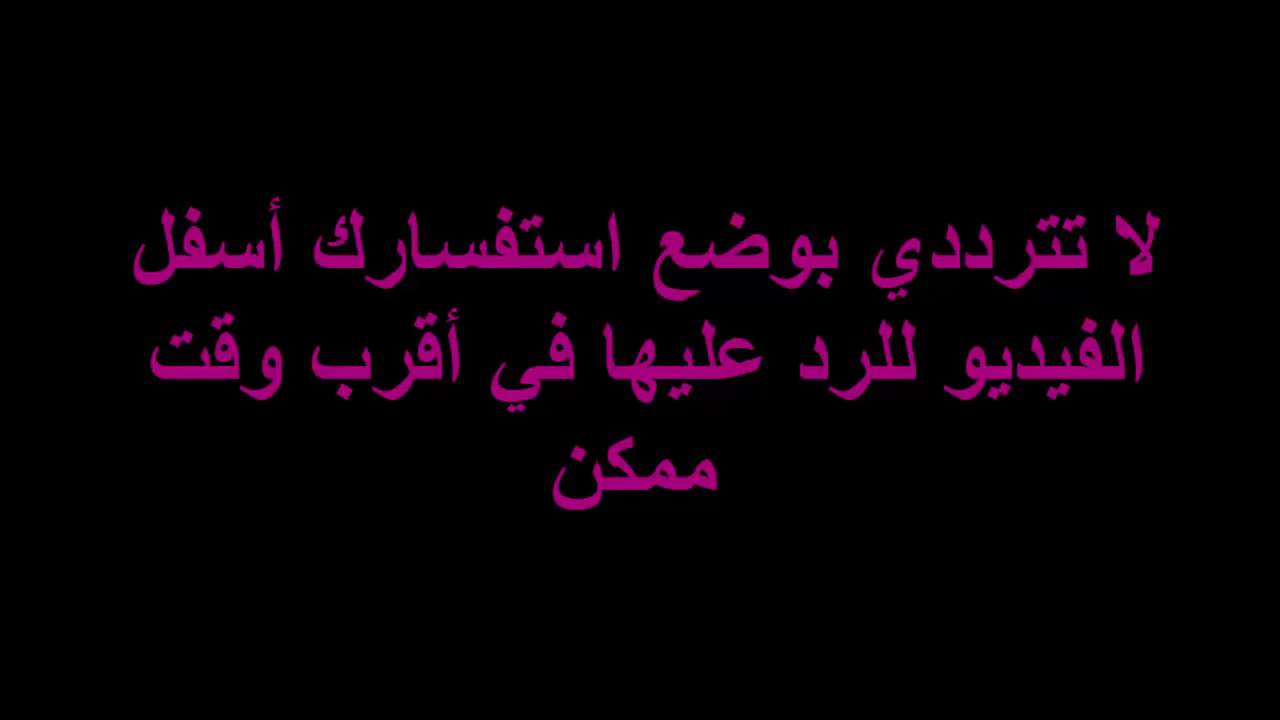 لا تترددي بوضع استفسارك أسفل
الفيديو للرد عليها في أقرب وقت
ممكن